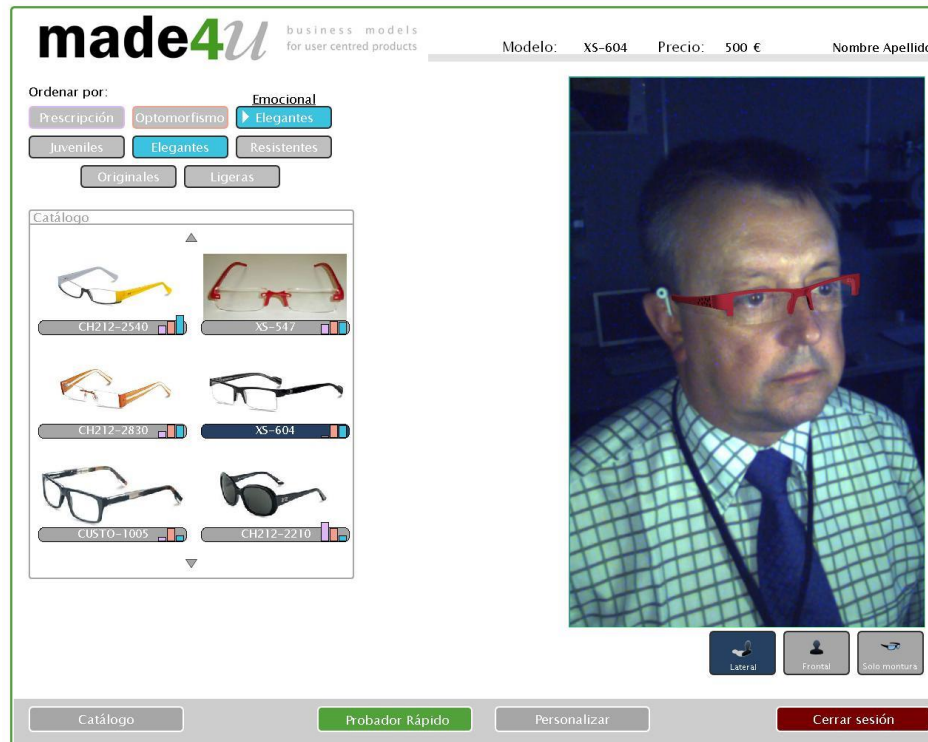 made4u
business models
for user centred products
Modelo: XS-604 Precio: 500 € Nombre Apellido
Ordenar por:
Emocional
Prescripción Optomorfismo Elegantes
Juveniles Elegantes Resistentes
Originales Ligeras
Catálogo
CH212-2540 XS-547
CH212-2830 XS-604
CUSTO-1005 CH212-2210
Lateral Frontal Solo montura
Catálogo Probador Rápido Personalizar Cerrar sesión